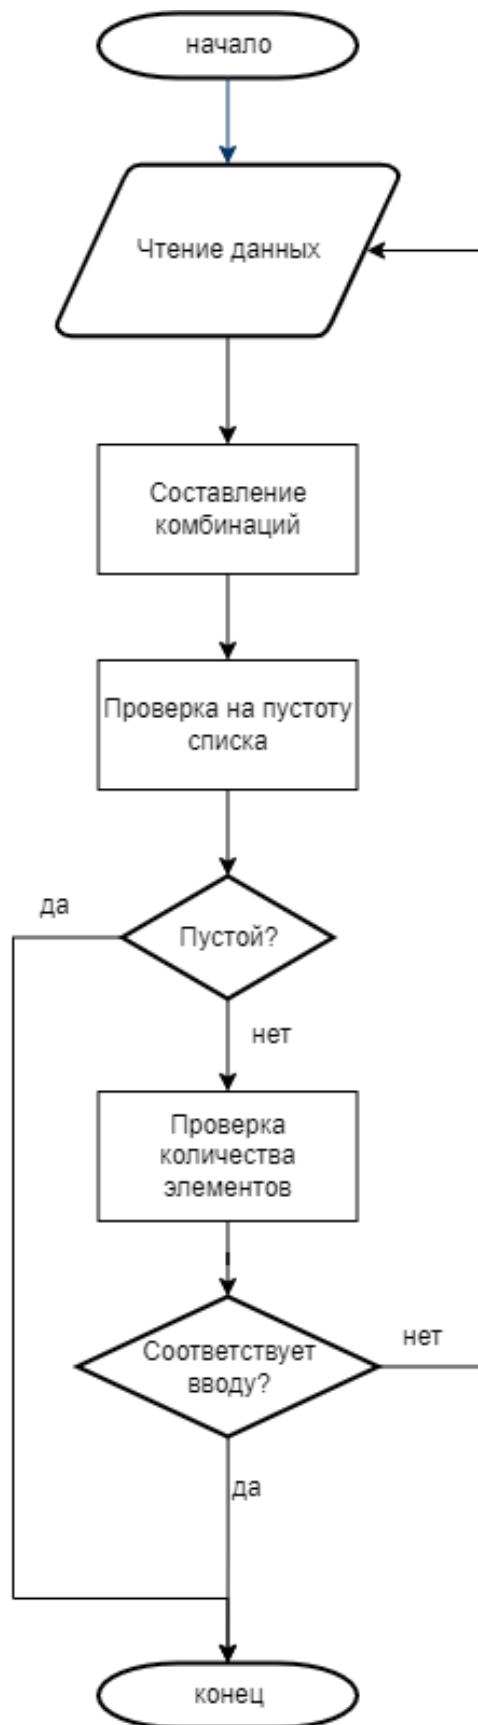 начало
Чтение данных
Составление
комбинаций
Проверка на пустоту
списка
да
Пустой?
нет
Проверка
количества
элементов
Соответствует
вводу?
нет
да
конец